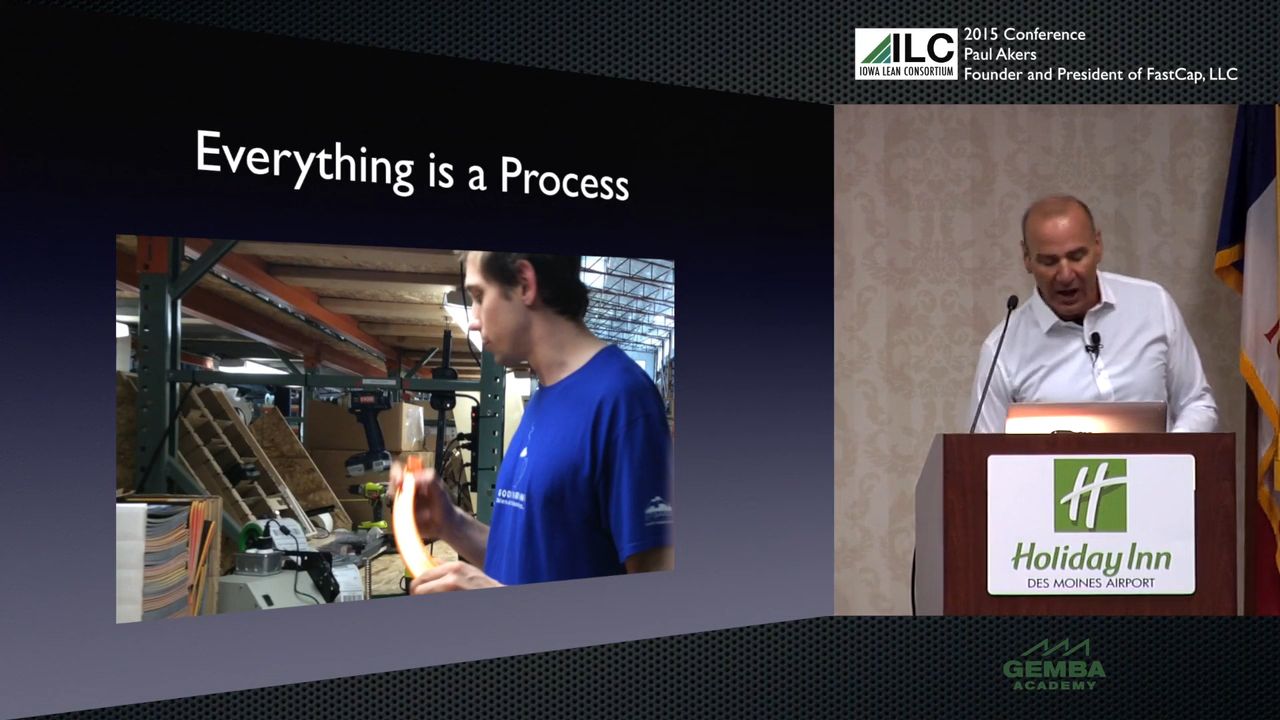 Everything is a Process
ILC
IOWA LEAN CONSORTIUM
2015 Conference
Paul Akers
Founder and President of FastCap, LLC
RYOBI
H
Holiday Inn
DES MOINES AIRPORT
GEMBA
ACADEMY